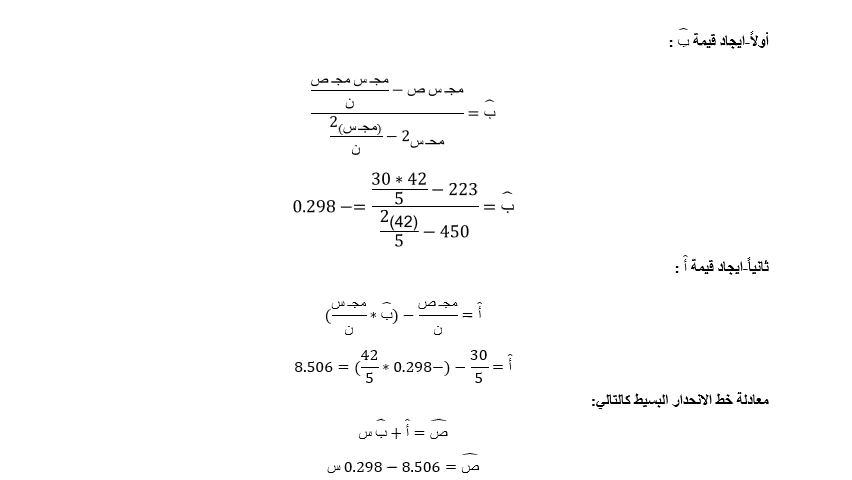 أولاً-ايجاد قيمة ب̂ :
ب̂ = (مجـ س ص − (مجـ س مجـ ص)/ن) / (محـ س2 − (مجـ س)2/ن)
ب̂ = (223 − (42 ∗ 30)/5) / (450 − (42)2/5) =− 0.298
ثانياً-ايجاد قيمة أ̂ :
أ̂ = مجـ ص/ن − (ب̂ ∗ مجـ س/ن)
أ̂ = 30/5 − (−0.298 ∗ 42/5) = 8.506
معادلة خط الانحدار البسيط كالتالي:
ص̂ = أ̂ + ب̂ س
ص̂ = 8.506 − 0.298 س